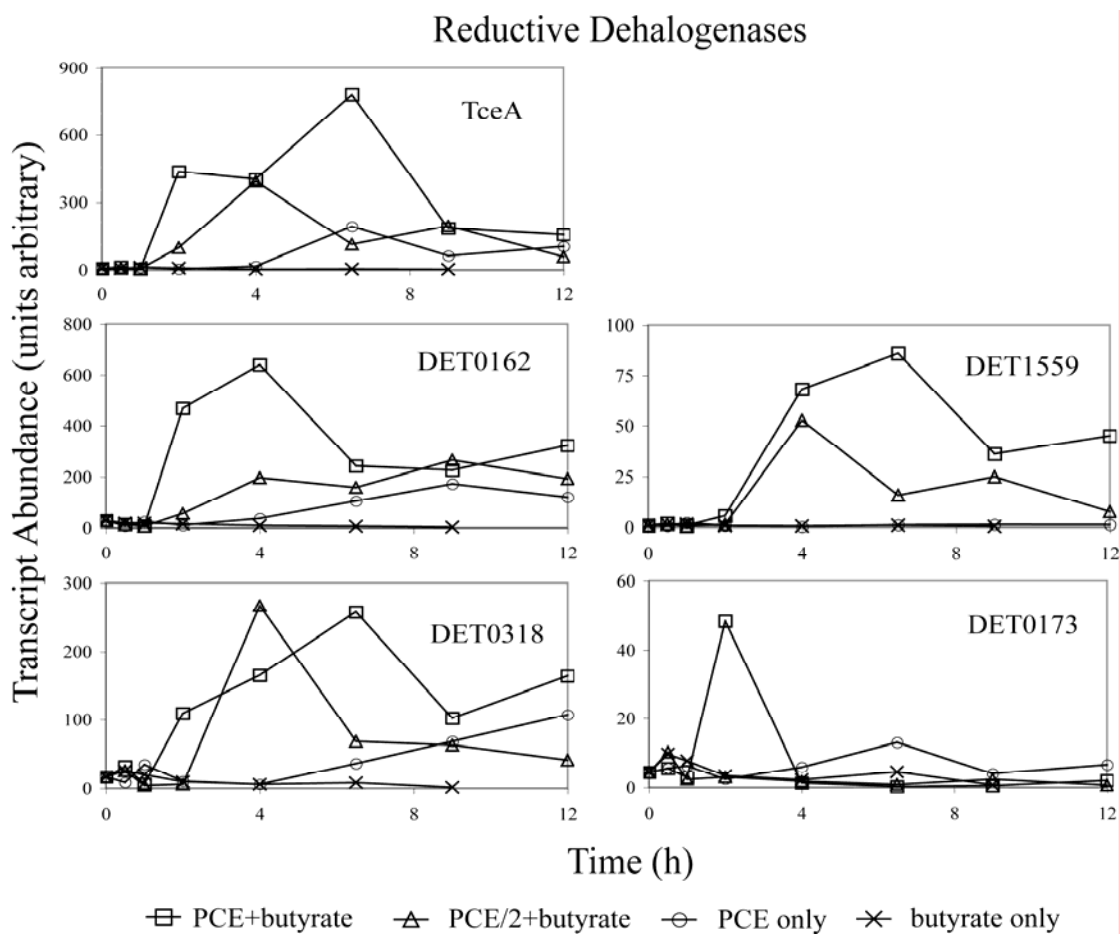 Reductive Dehalogenases
Transcript Abundance (units arbitrary)
900
600
300
0
TceA
0 4 8 12
800
600
400
200
0
DET0162
0 4 8 12
100
75
50
25
0
DET1559
0 4 8 12
300
200
100
0
DET0318
0 4 8 12
60
40
20
0
DET0173
0 4 8 12
Time (h)
PCE+butyrate PCE/2+butyrate PCE only butyrate only